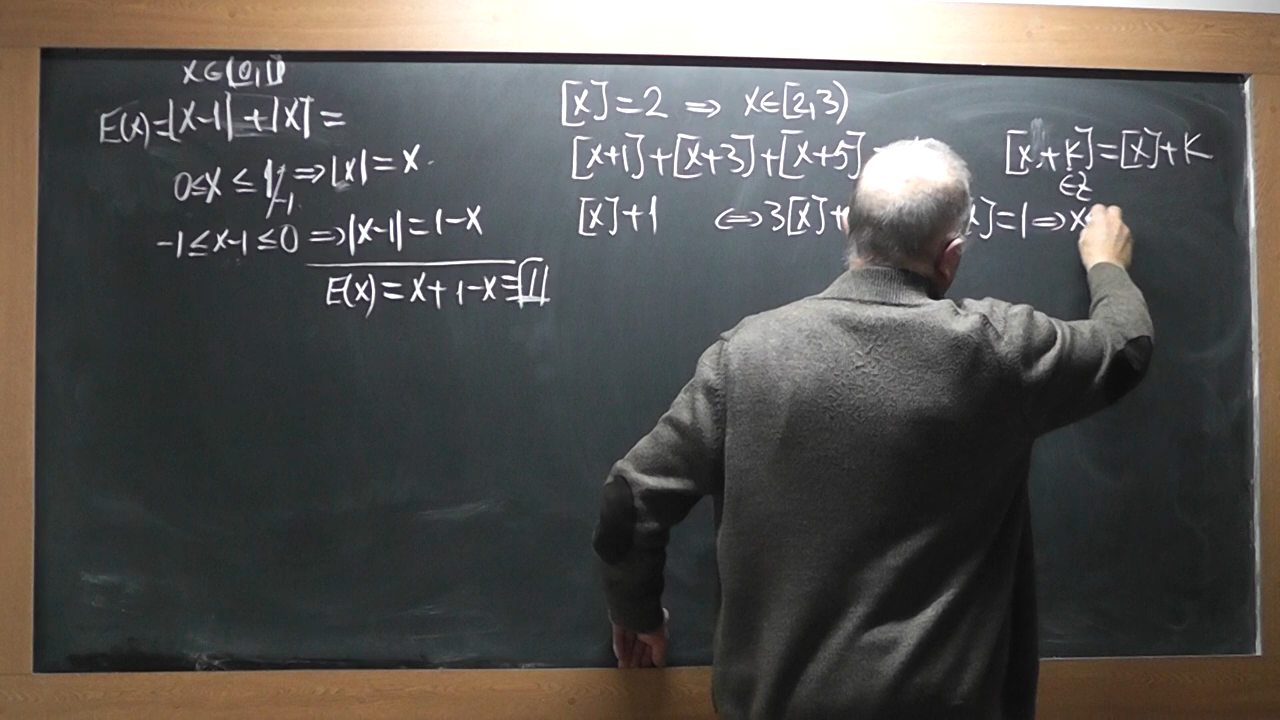 x∈[0,1]
E(x)=|x-1|+|x|=
0≤x≤1/-1 ⇒|x|=x.
-1≤x-1≤0 ⇒|x-1|=1-x
E(x)=x+1-x=1
[x]=2 ⇒ x∈[2,3)
[x+1]+[x+3]+[x+5]=
[x+k]=[x]+k
∈Z
[x]+1 ⇔3[x]+ x]=1⇒x